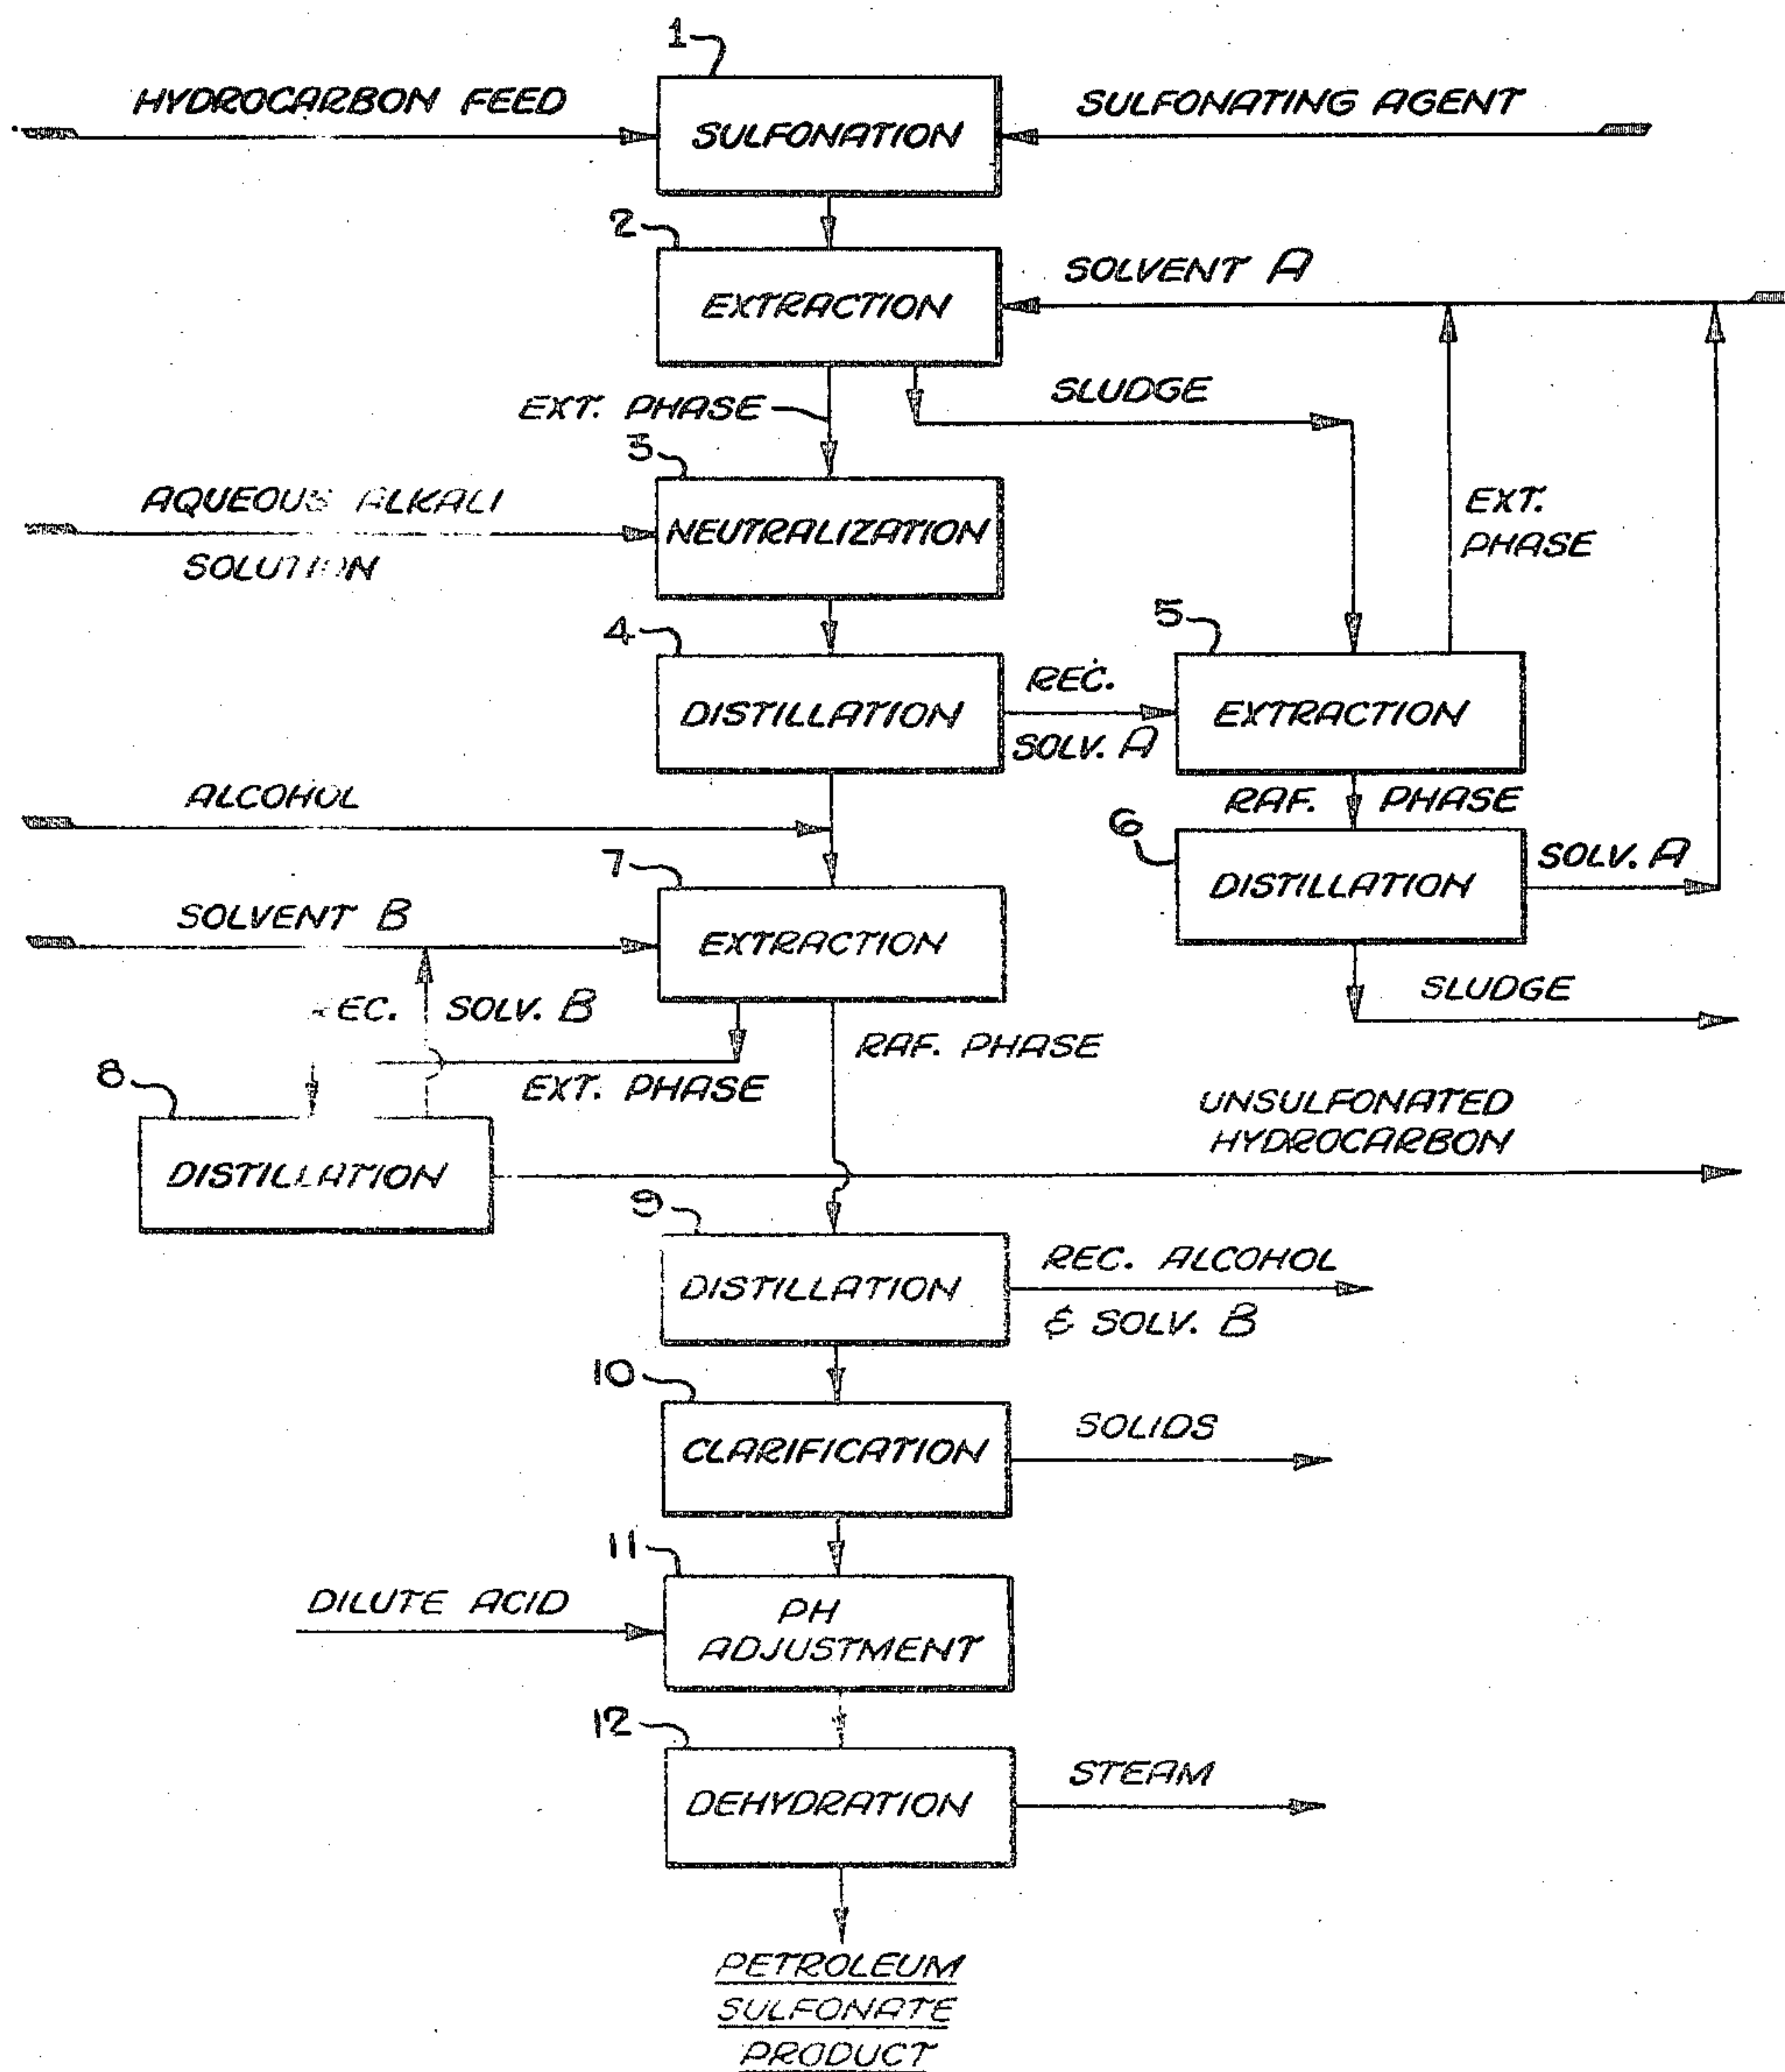 1
HYDROCARBON FEED
SULFONATING AGENT
SULFONATION
2
SOLVENT A
EXTRACTION
SLUDGE
EXT. PHASE
3
AQUEOUS ALKALI
SOLUTION
NEUTRALIZATION
EXT.
PHASE
4
5
DISTILLATION
REC.
SOLV. A
EXTRACTION
ALCOHOL
RAF. PHASE
6
SOLV. A
DISTILLATION
7
SOLVENT B
EXTRACTION
SLUDGE
REC. SOLV. B
RAF. PHASE
EXT. PHASE
8
DISTILLATION
UNSULFONATED
HYDROCARBON
9
DISTILLATION
REC. ALCOHOL
& SOLV. B
10
CLARIFICATION
SOLIDS
11
DILUTE ACID
PH
ADJUSTMENT
12
DEHYDRATION
STEAM
PETROLEUM
SULFONATE
PRODUCT